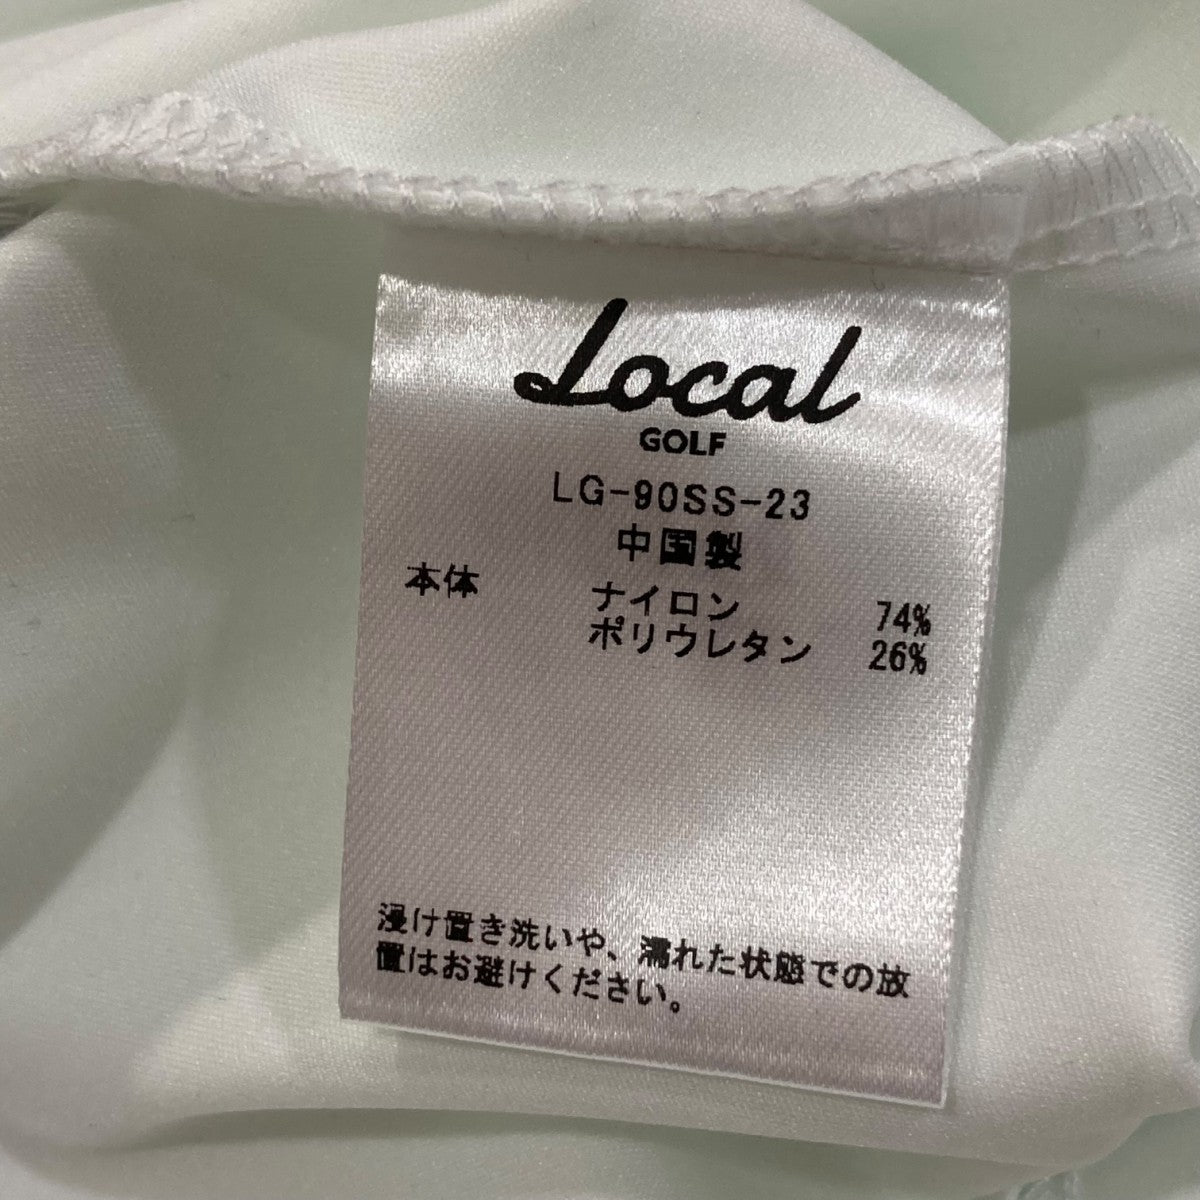 Local
GOLF
LG-90SS-23
中国製
本体 ナイロン 74%
ポリウレタン 26%
浸け置き洗いや、濡れた状態での放
置はお避けください。